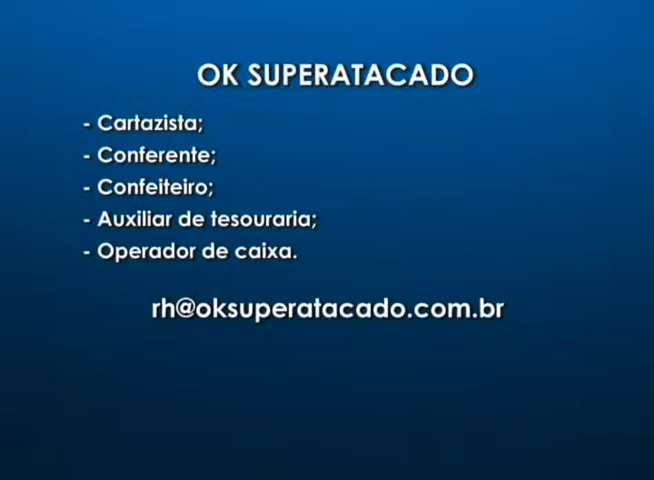 OK SUPERATACADO
- Cartazista;
- Conferente;
- Confeiteiro;
- Auxiliar de tesouraria;
- Operador de caixa.
rh@oksuperatacado.com.br